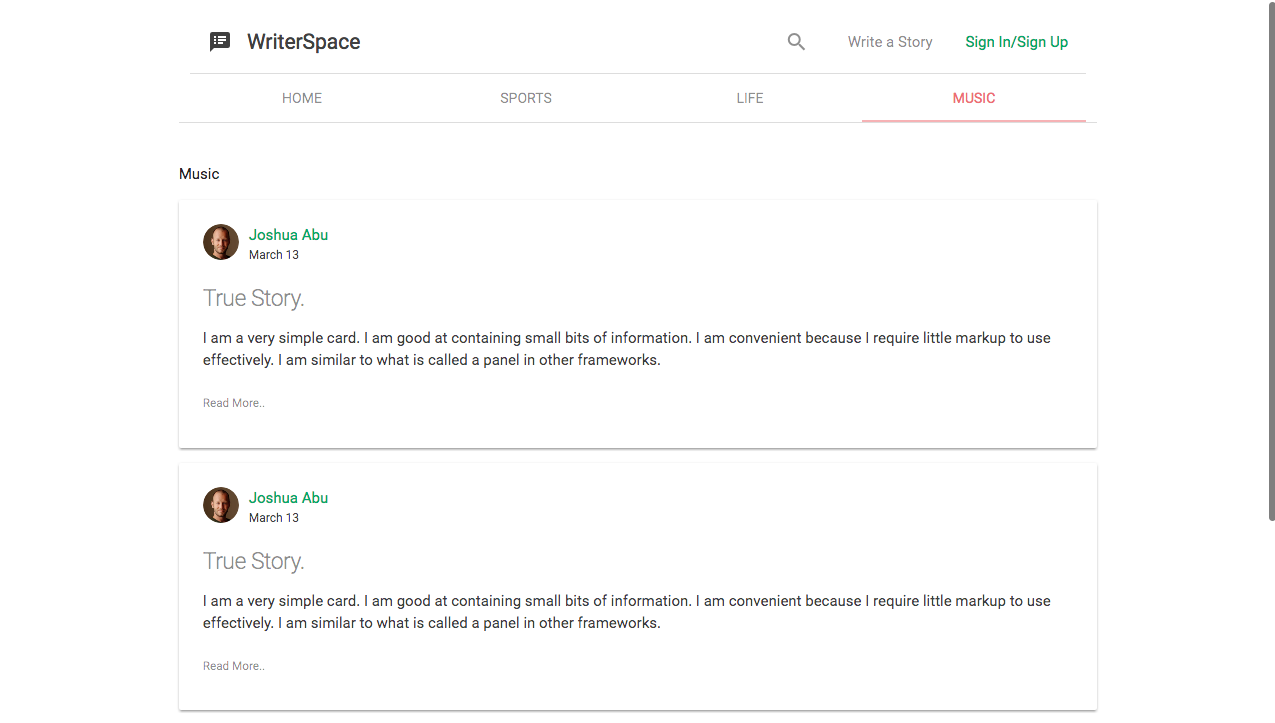 WriterSpace
Write a Story
Sign In/Sign Up
HOME
SPORTS
LIFE
MUSIC
Music
Joshua Abu
March 13
True Story.
I am a very simple card. I am good at containing small bits of information. I am convenient because I require little markup to use
effectively. I am similar to what is called a panel in other frameworks.
Read More..
Joshua Abu
March 13
True Story.
I am a very simple card. I am good at containing small bits of information. I am convenient because I require little markup to use
effectively. I am similar to what is called a panel in other frameworks.
Read More..